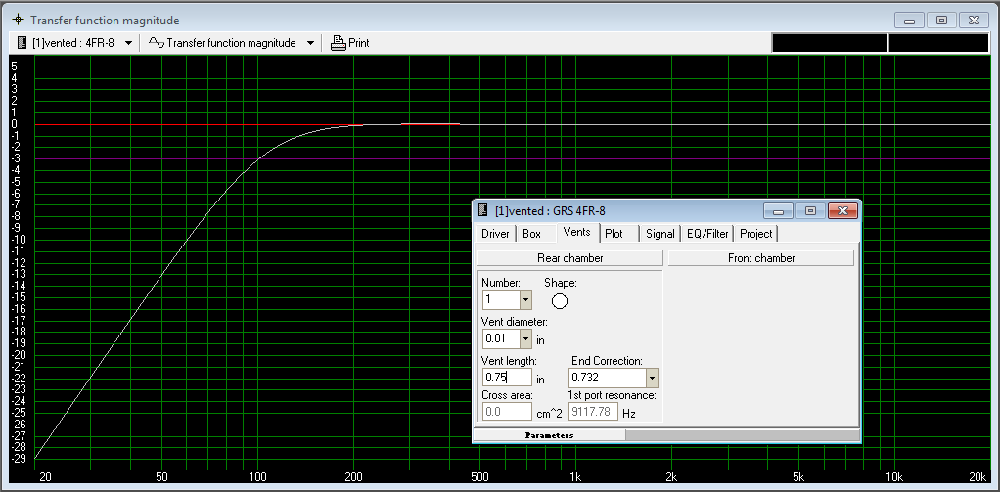 Transfer function magnitude
[1]vented : 4FR-8 Transfer function magnitude Print
5
4
3
2
1
0
-1
-2
-3
-4
-5
-6
-7
-8
-9
-10
-11
-12
-13
-14
-15
-16
-17
-18
-19
-20
-21
-22
-23
-24
-25
-26
-27
-28
-29
20 50 100 200 500 1k 2k 5k 10k 20k
[1]vented : GRS 4FR-8
Driver Box Vents Plot Signal EQ/Filter Project
Rear chamber Front chamber
Number: Shape:
1
Vent diameter:
0.01 in
Vent length: End Correction:
0.75 in 0.732
Cross area: 1st port resonance:
0.0 cm^2 9117.78 Hz
Parameters